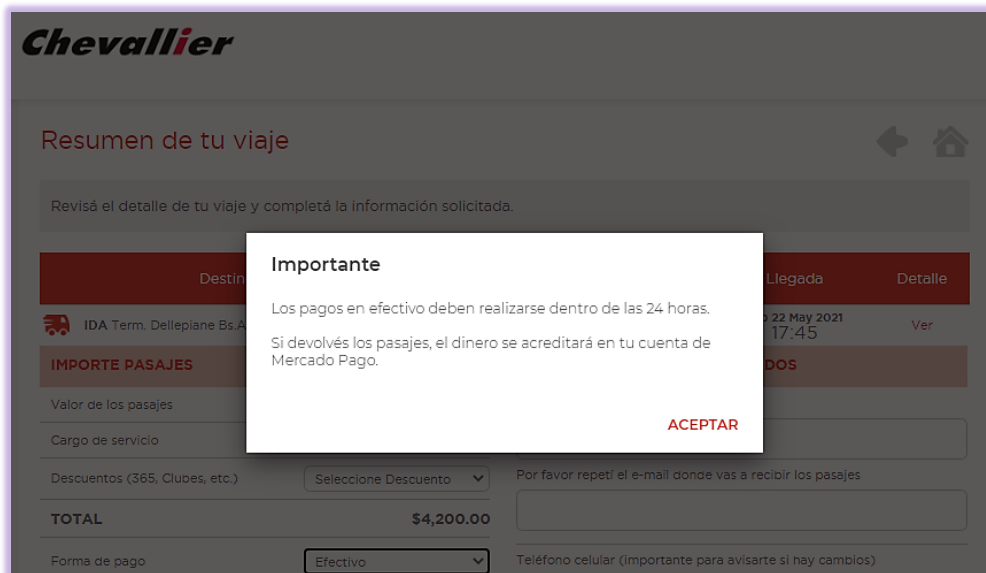 Chevallier
Resumen de tu viaje
Revisá el detalle de tu viaje y completá la información solicitada.
Importante
Los pagos en efectivo deben realizarse dentro de las 24 horas.
Si devolvés los pasajes, el dinero se acreditará en tu cuenta de
Mercado Pago.
ACEPTAR
Llegada Detalle
IDA Term. Dellepiane Bs.A
22 May 2021
17:45
Ver
IMPORTE PASAJES
Valor de los pasajes
Cargo de servicio
Descuentos (365, Clubes, etc.) Seleccione Descuento
TOTAL $4,200.00
Forma de pago Efectivo
Por favor repetí el e-mail donde vas a recibir los pasajes
Teléfono celular (importante para avisarte si hay cambios)